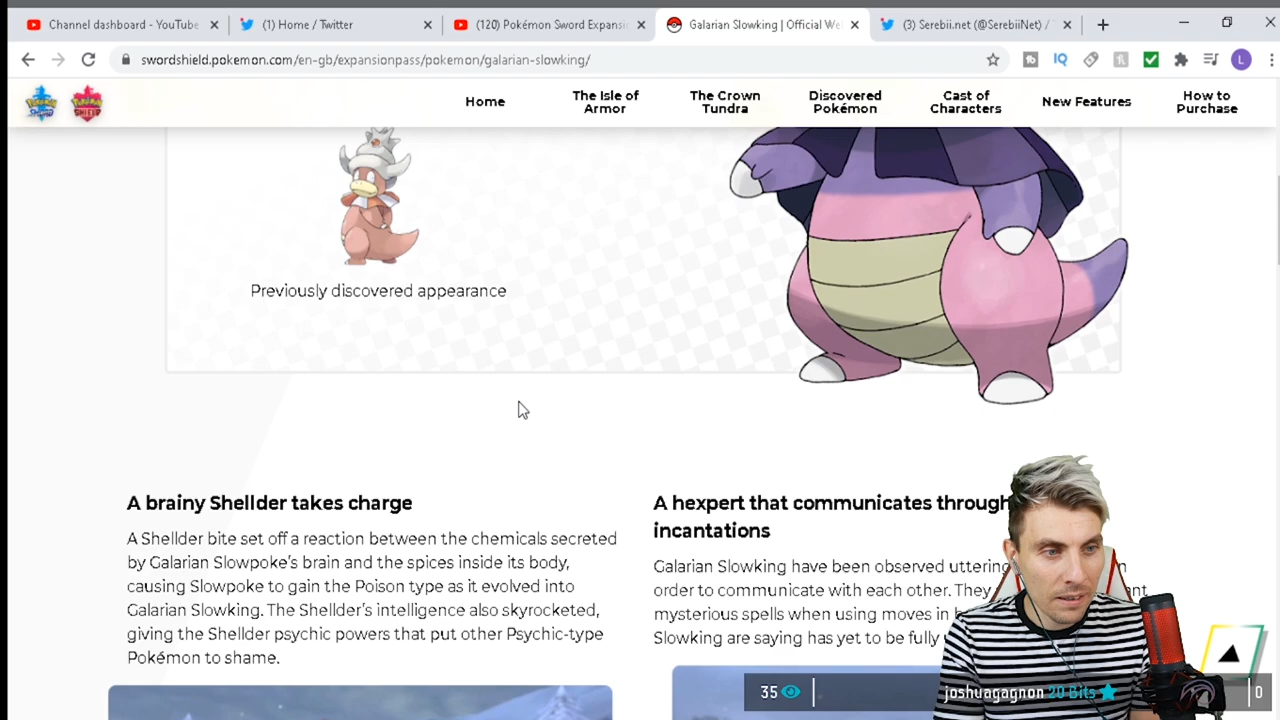 Channel dashboard - YouTube
(1) Home / Twitter
(120) Pokémon Sword Expansi
Galarian Slowking | Official We
(3) Serebii.net (@SerebiiNet) /
swordshield.pokemon.com/en-gb/expansionpass/pokemon/galarian-slowking/
IQ
L
Home
The Isle of
Armor
The Crown
Tundra
Discovered
Pokémon
Cast of
Characters
New Features
How to
Purchase
Previously discovered appearance
A brainy Shellder takes charge
A Shellder bite set off a reaction between the chemicals secreted
by Galarian Slowpoke's brain and the spices inside its body,
causing Slowpoke to gain the Poison type as it evolved into
Galarian Slowking. The Shellder's intelligence also skyrocketed,
giving the Shellder psychic powers that put other Psychic-type
Pokémon to shame.
A hexpert that communicates through
incantations
Galarian Slowking have been observed uttering
order to communicate with each other. They
mysterious spells when using moves in
Slowking are saying has yet to be fully
35
joshuagagnon 20 Bits
0